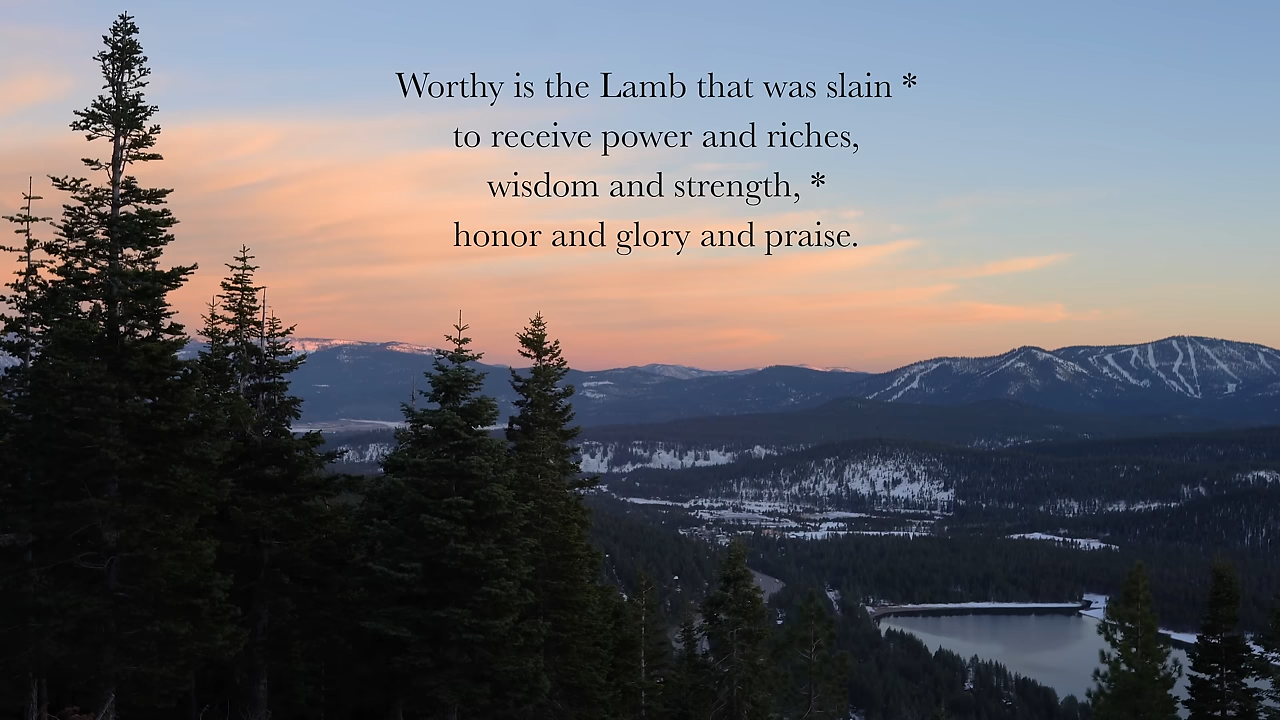 Worthy is the Lamb that was slain *
to receive power and riches,
wisdom and strength, *
honor and glory and praise.